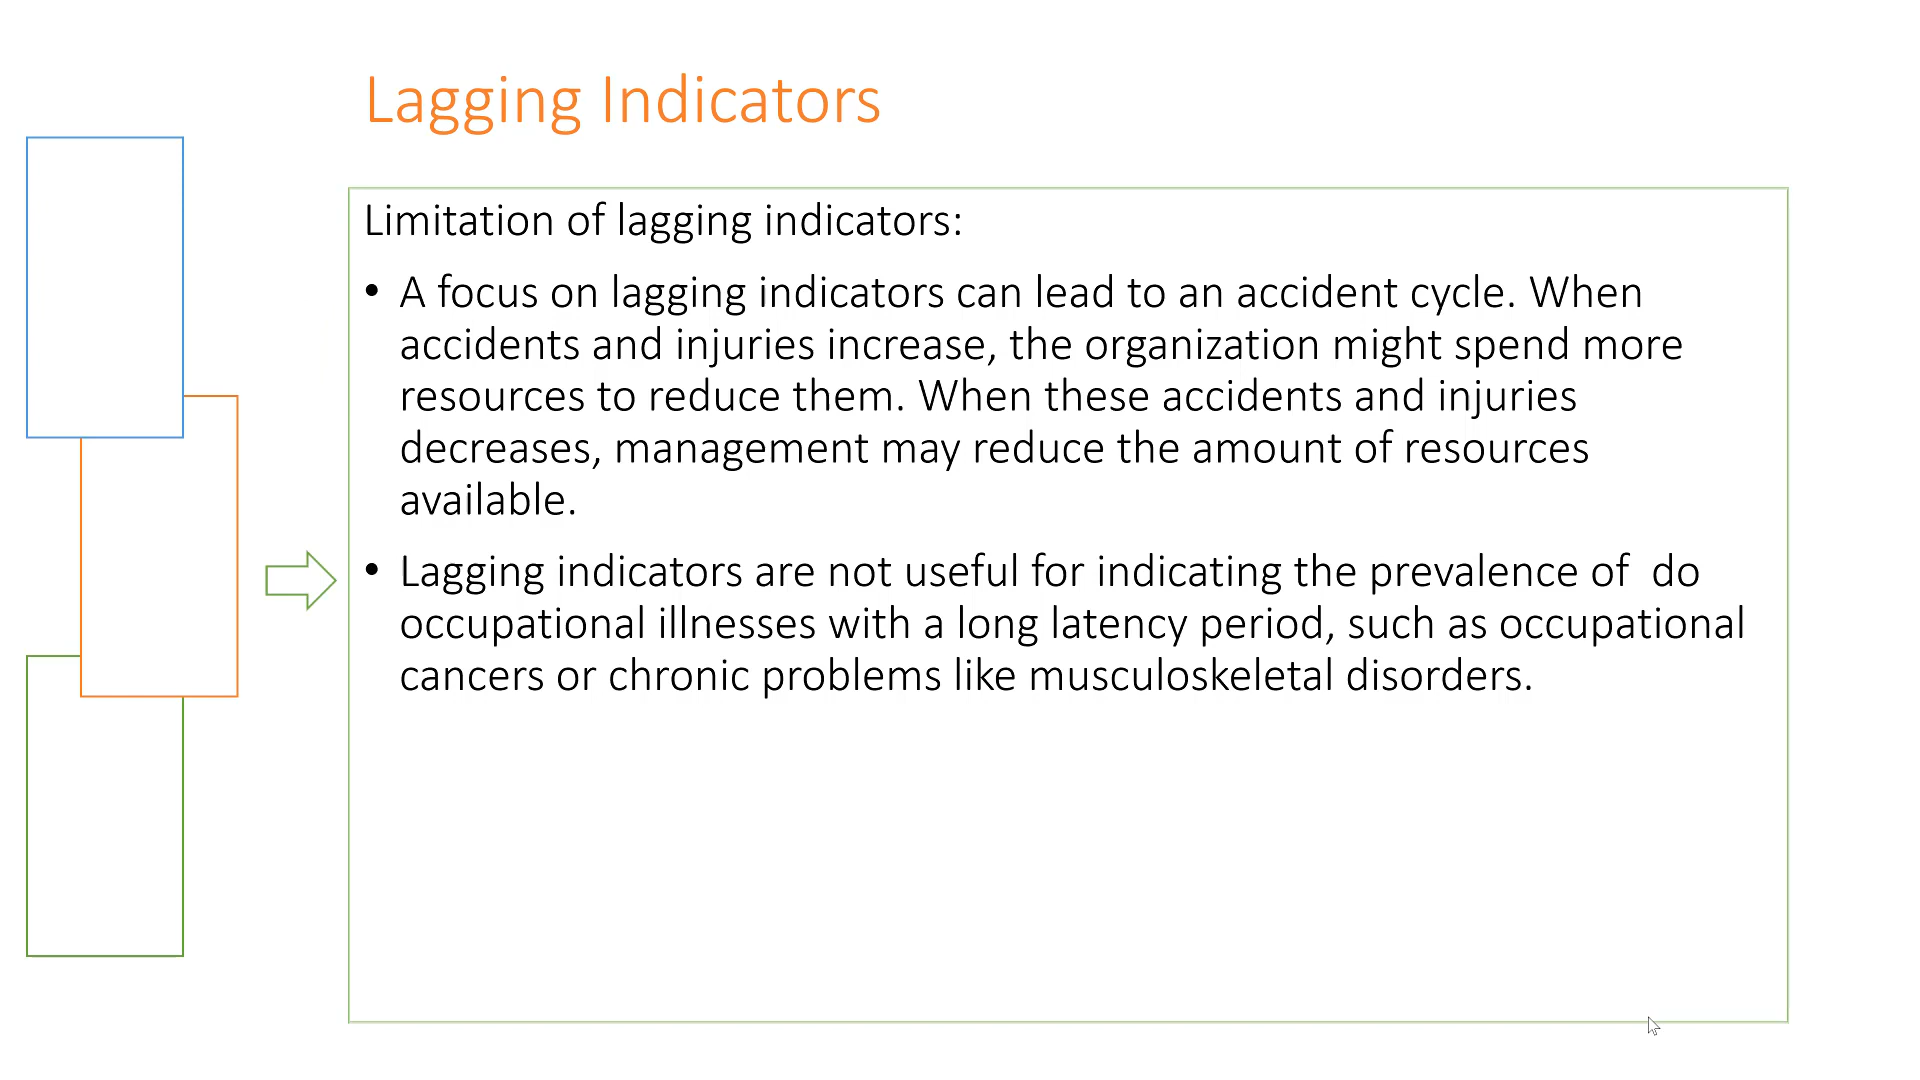 Lagging Indicators
Limitation of lagging indicators:
• A focus on lagging indicators can lead to an accident cycle. When
accidents and injuries increase, the organization might spend more
resources to reduce them. When these accidents and injuries
decreases, management may reduce the amount of resources
available.
• Lagging indicators are not useful for indicating the prevalence of  do
occupational illnesses with a long latency period, such as occupational
cancers or chronic problems like musculoskeletal disorders.